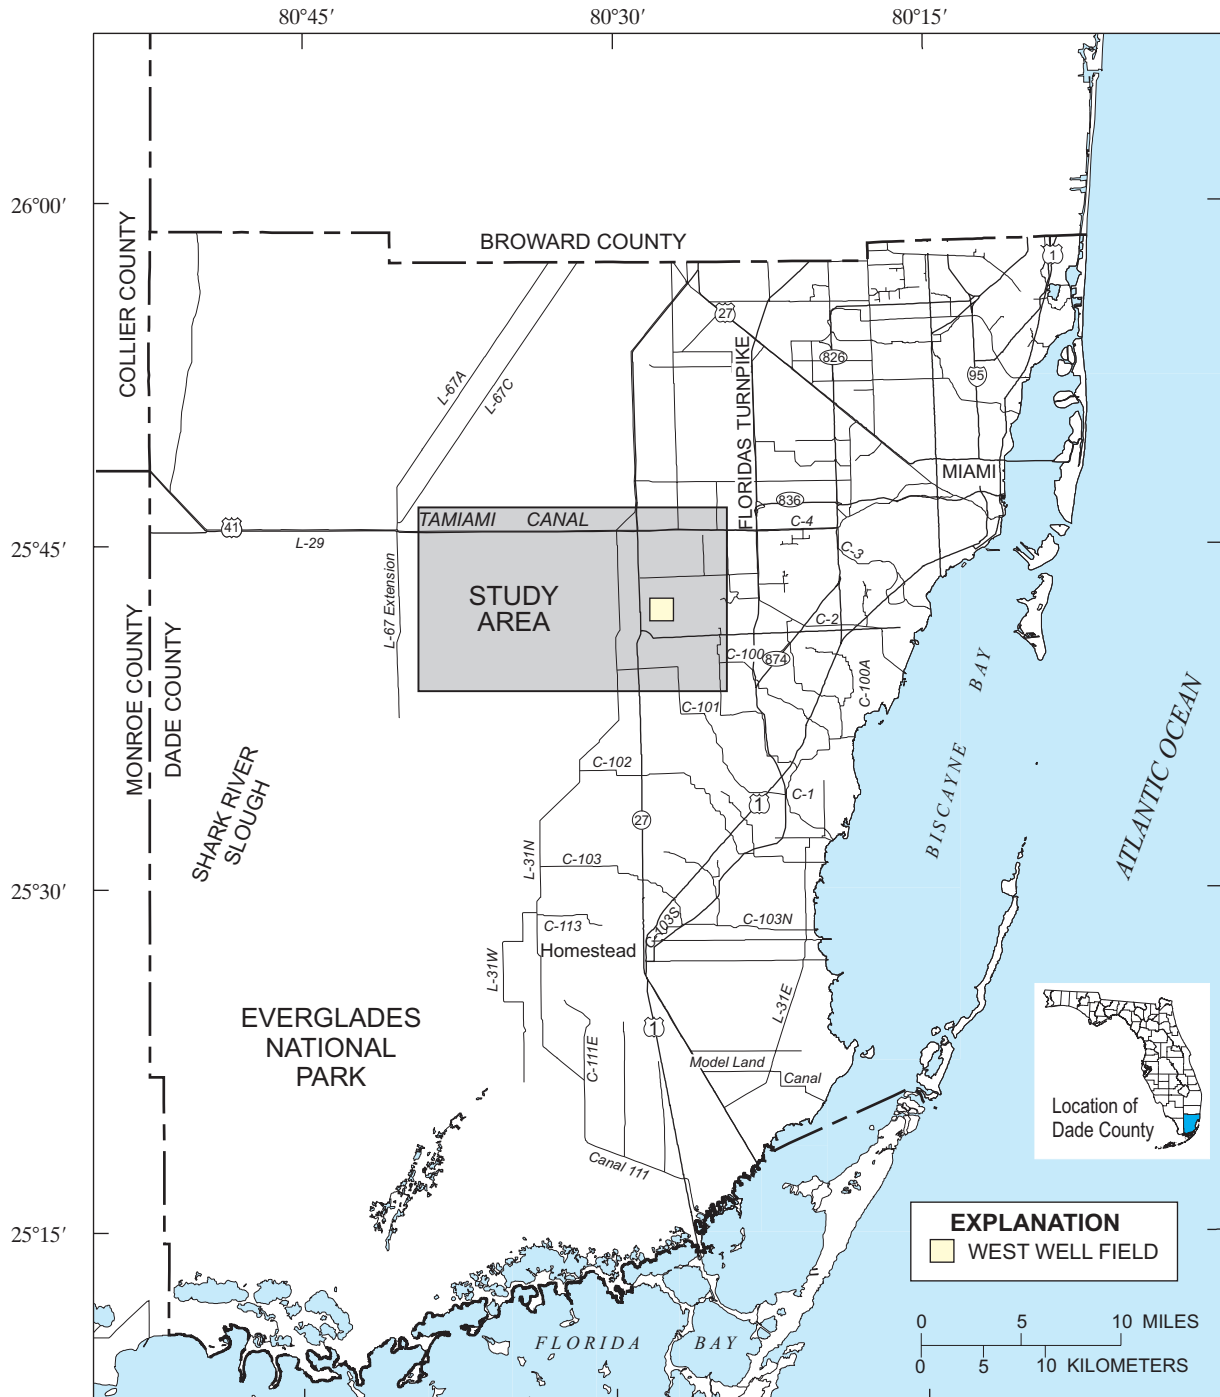 80°45′
80°30′
80°15′
26°00′
BROWARD COUNTY
1
COLLIER COUNTY
27
FLORIDAS TURNPIKE
826
95
L-67A
L-67C
MIAMI
836
41
TAMIAMI CANAL
C-4
L-29
25°45′
C-3
L-67 Extension
STUDY
AREA
C-2
C-100
874
C-100A
BISCAYNE BAY
ATLANTIC OCEAN
MONROE COUNTY
DADE COUNTY
C-101
SHARK RIVER
SLOUGH
C-102
C-1
1
27
L-31N
C-103
25°30′
C-103S
C-103N
C-113
Homestead
L-31W
L-31E
EVERGLADES
NATIONAL
PARK
1
C-111E
Model Land
Canal
Canal 111
Location of
Dade County
25°15′
EXPLANATION
WEST WELL FIELD
FLORIDA BAY
0 5 10 MILES
0 5 10 KILOMETERS